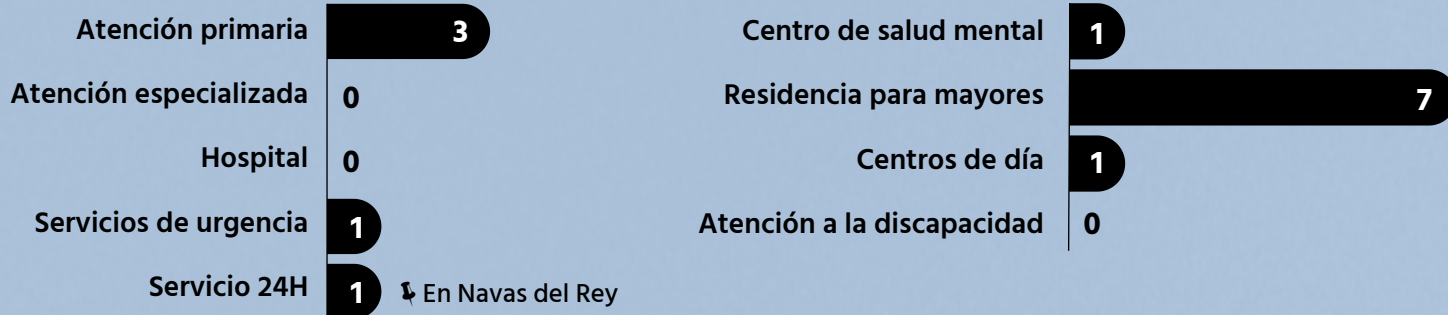 Atención primaria 3
Atención especializada 0
Hospital 0
Servicios de urgencia 1
Servicio 24H 1 En Navas del Rey
Centro de salud mental 1
Residencia para mayores 7
Centros de día 1
Atención a la discapacidad 0